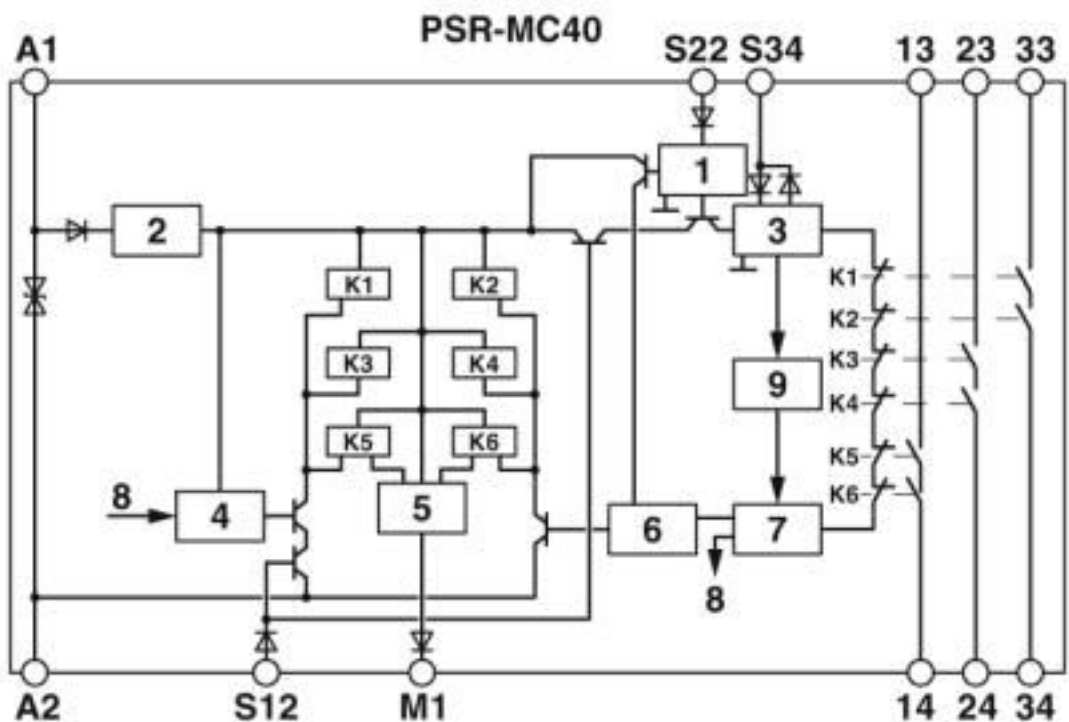 PSR-MC40
A1 S22 S34 13 23 33
1
2 3
K1 K2 K1
K2
K3 K4 9 K3
K4
K5 K6 K5
8 4 5 6 7 K6
8
A2 S12 M1 14 24 34